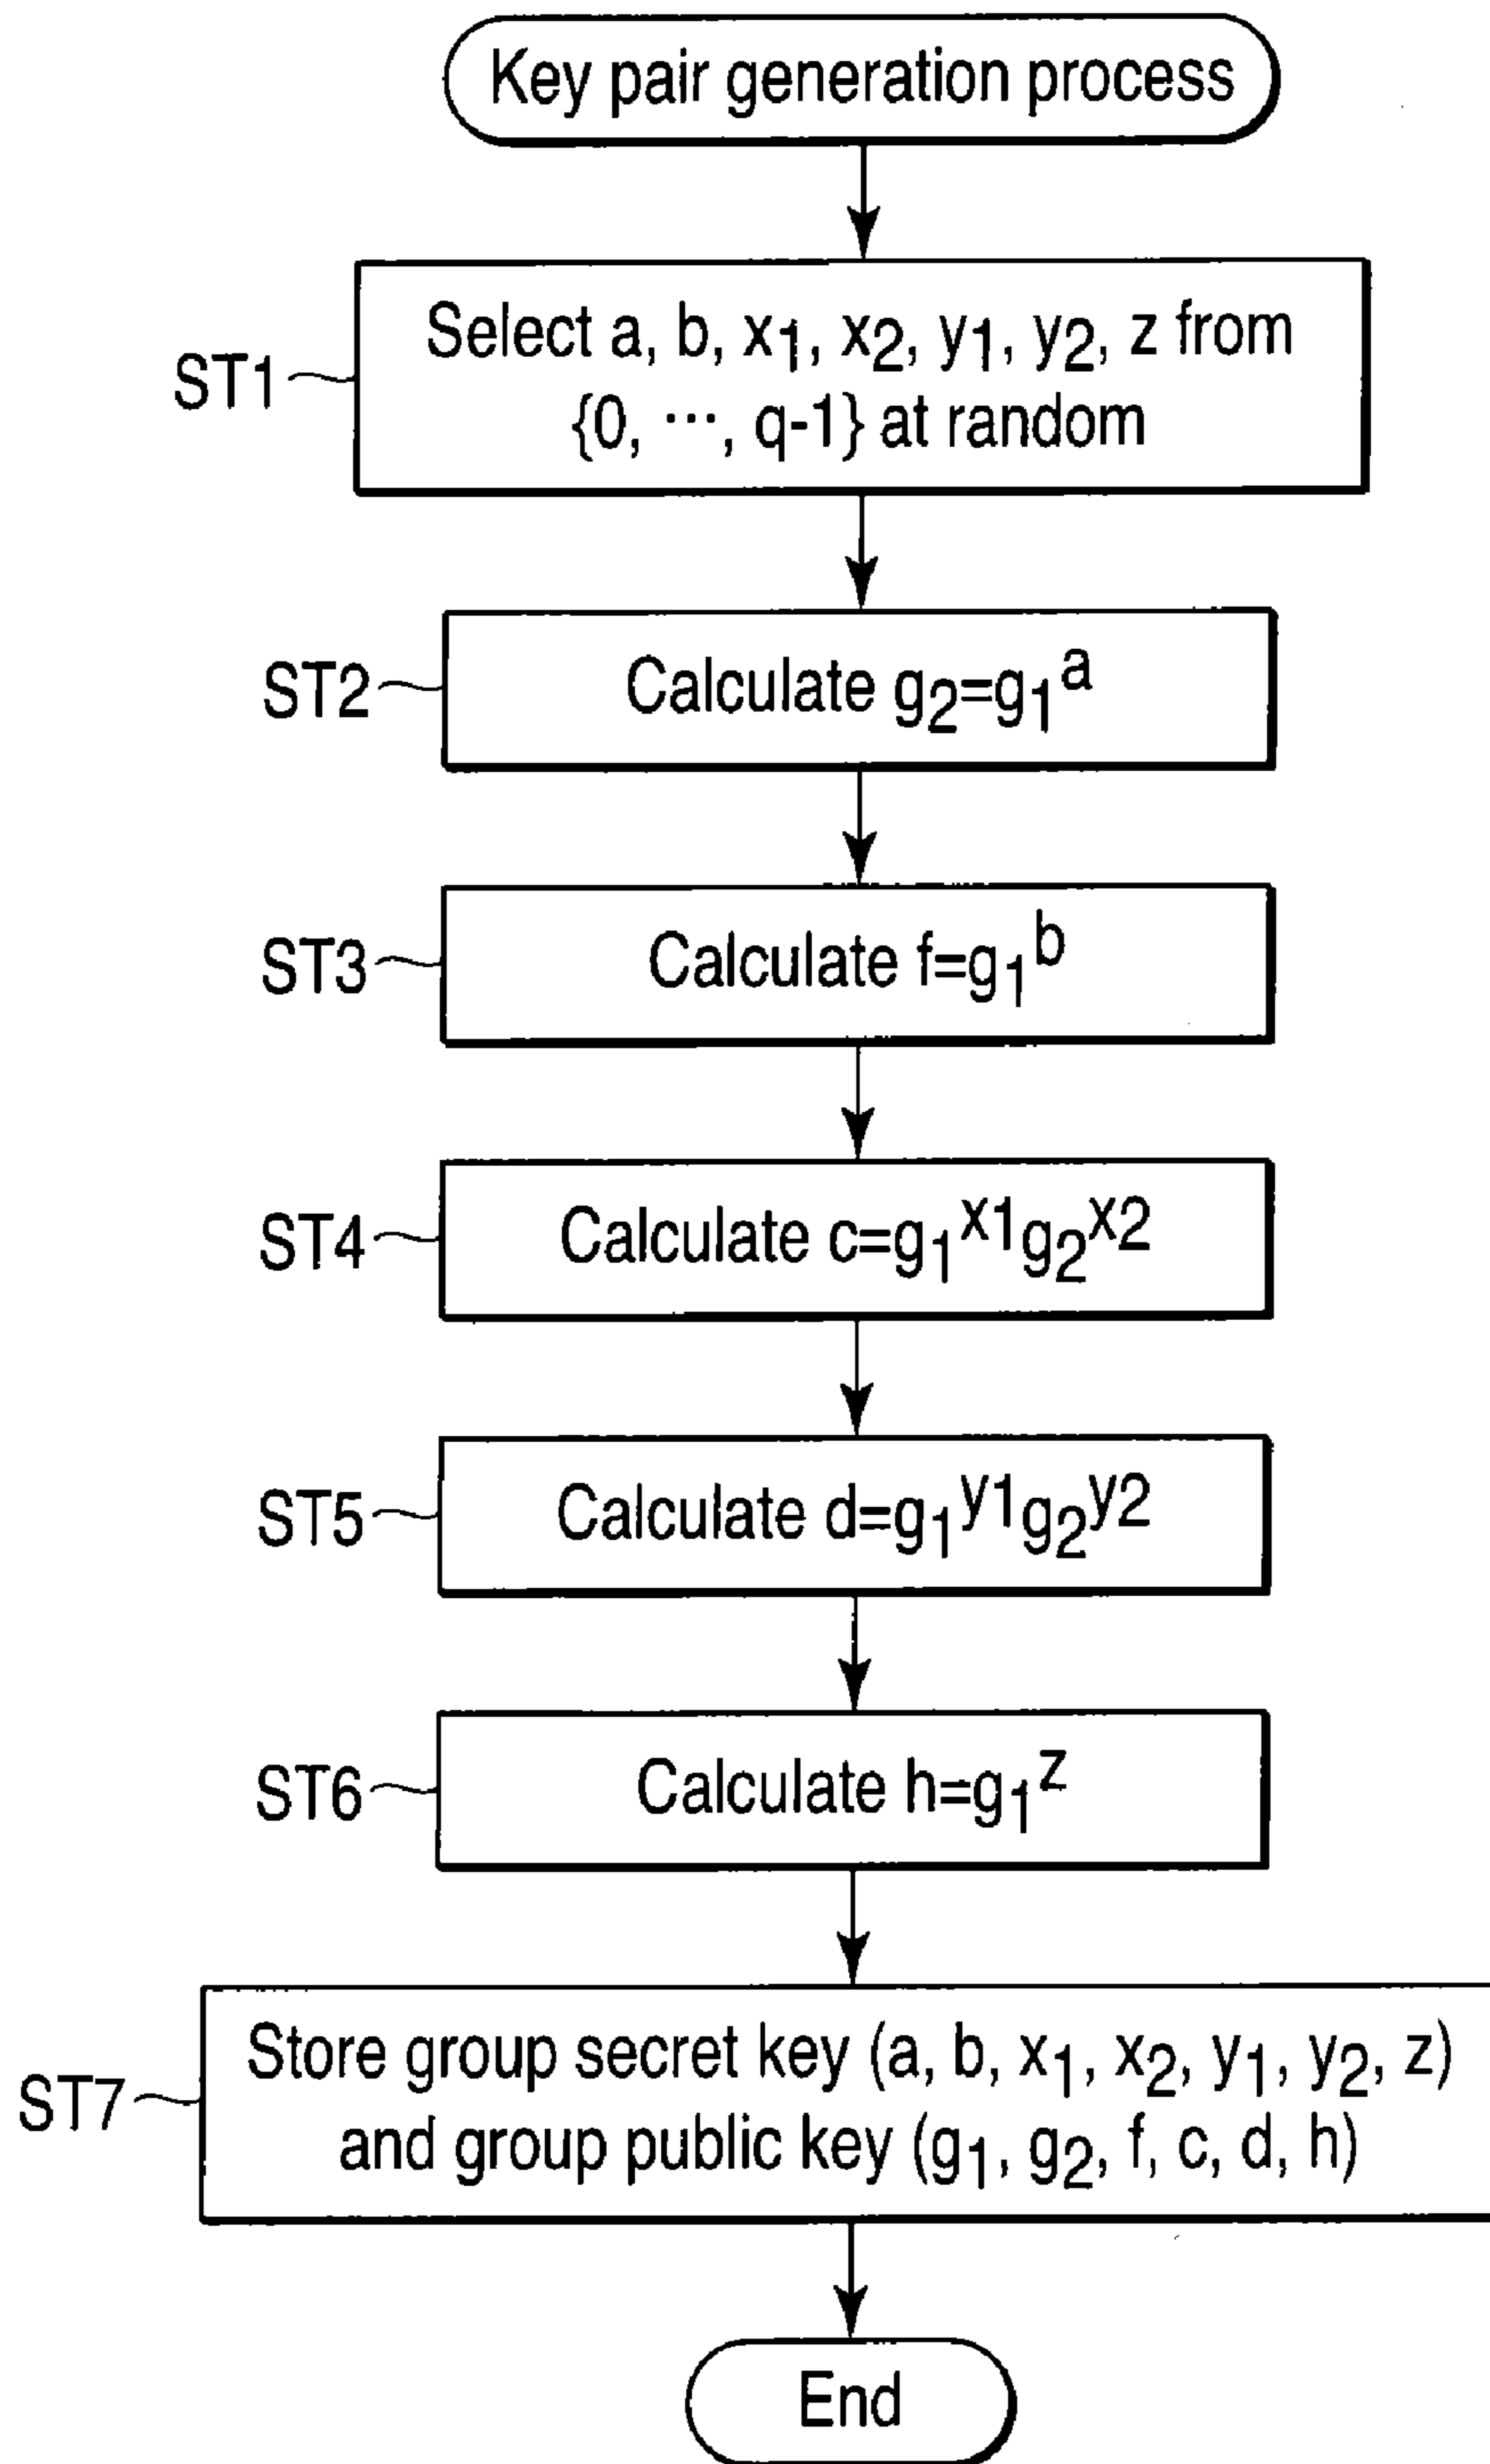 Key pair generation process
ST1
Select a, b, x₁, x₂, y₁, y₂, z from
{0, ···, q-1} at random
ST2
Calculate g₂=g₁ᵃ
ST3
Calculate f=g₁ᵇ
ST4
Calculate c=g₁ˣ¹g₂ˣ²
ST5
Calculate d=g₁ʸ¹g₂ʸ²
ST6
Calculate h=g₁ᶻ
ST7
Store group secret key (a, b, x₁, x₂, y₁, y₂, z)
and group public key (g₁, g₂, f, c, d, h)
End